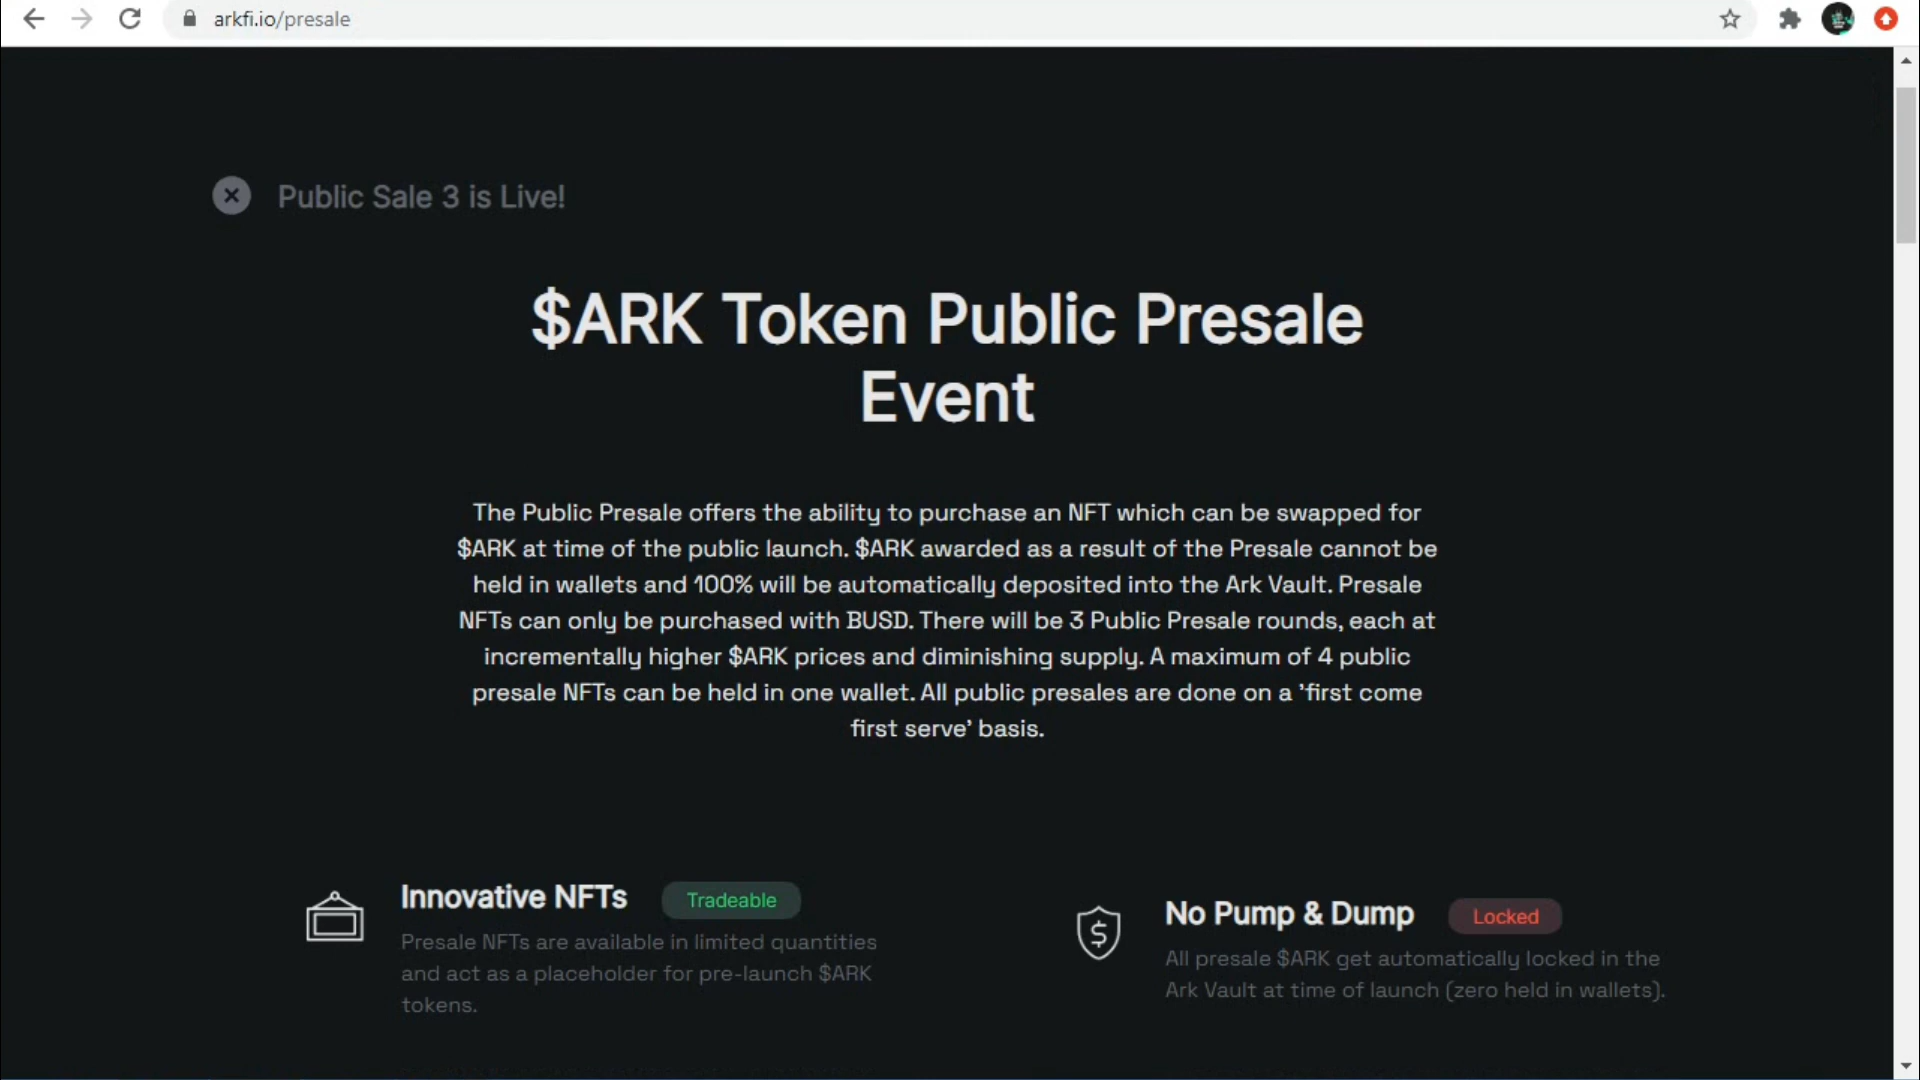 arkfi.io/presale
Public Sale 3 is Live!
$ARK Token Public Presale
Event
The Public Presale offers the ability to purchase an NFT which can be swapped for
$ARK at time of the public launch. $ARK awarded as a result of the Presale cannot be
held in wallets and 100% will be automatically deposited into the Ark Vault. Presale
NFTs can only be purchased with BUSD. There will be 3 Public Presale rounds, each at
incrementally higher $ARK prices and diminishing supply. A maximum of 4 public
presale NFTs can be held in one wallet. All public presales are done on a 'first come
first serve' basis.
Innovative NFTs Tradeable
Presale NFTs are available in limited quantities
and act as a placeholder for pre-launch $ARK
tokens.
No Pump & Dump Locked
All presale $ARK get automatically locked in the
Ark Vault at time of launch (zero held in wallets).